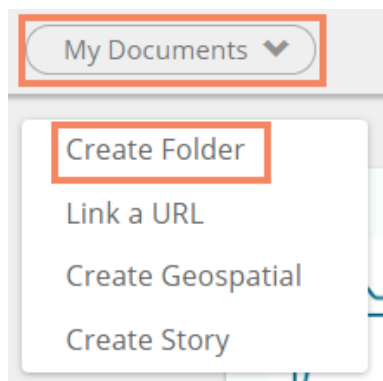 My Documents
Create Folder
Link a URL
Create Geospatial
Create Story